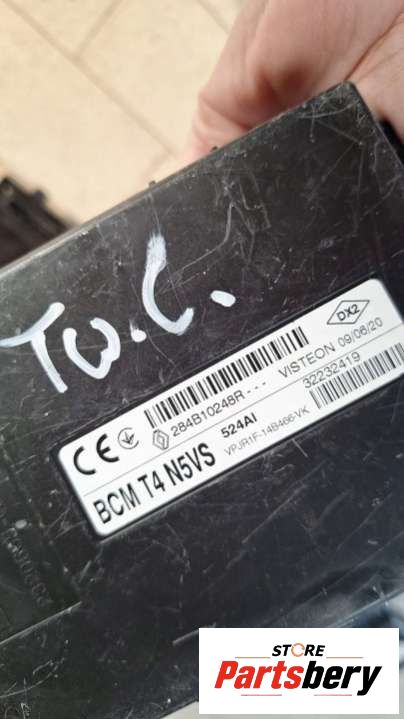 Tw.C.
DX2
284B10248R---
VISTEON 09/06/20
524AI
32232419
BCM T4 N5VS
VPJR1F-14B466-VK
CE
STORE
Partsbery